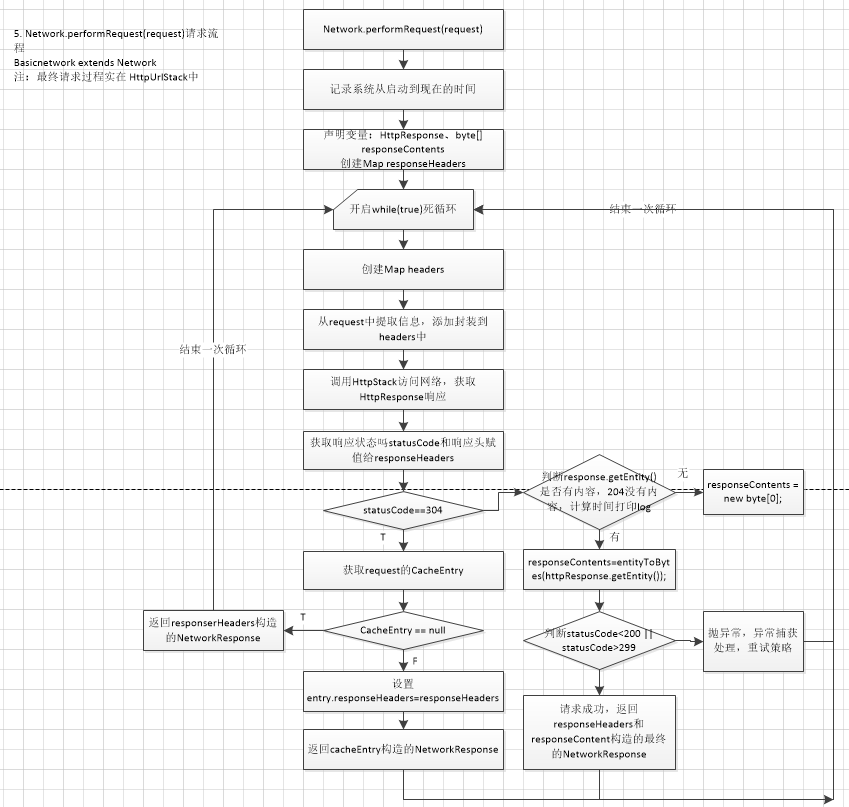 5. Network.performRequest(request)请求流
程
Basicnetwork extends Network
注：最终请求过程实在 HttpUrlStack中
Network.performRequest(request)
记录系统从启动到现在的时间
声明变量：HttpResponse、byte[]
responseContents
创建Map responseHeaders
开启while(true)死循环
结束一次循环
创建Map headers
从request中提取信息，添加封装到
headers中
结束一次循环
调用HttpStack访问网络，获取
HttpResponse响应
获取响应状态吗statusCode和响应头赋
值给responseHeaders
statusCode==304
判断response.getEntity()
是否有内容，204没有内
容，计算时间打印log
无
responseContents =
new byte[0];
T
有
获取request的CacheEntry
responseContents=entityToByt
es(httpResponse.getEntity());
返回responserHeaders构造
的NetworkResponse
T
CacheEntry == null
F
判断statusCode<200 ||
statusCode>299
抛异常，异常捕获
处理，重试策略
设置
entry.responseHeaders=responseHeaders
请求成功，返回
responseHeaders和
responseContent构造的最终
的NetworkResponse
返回cacheEntry构造的NetworkResponse